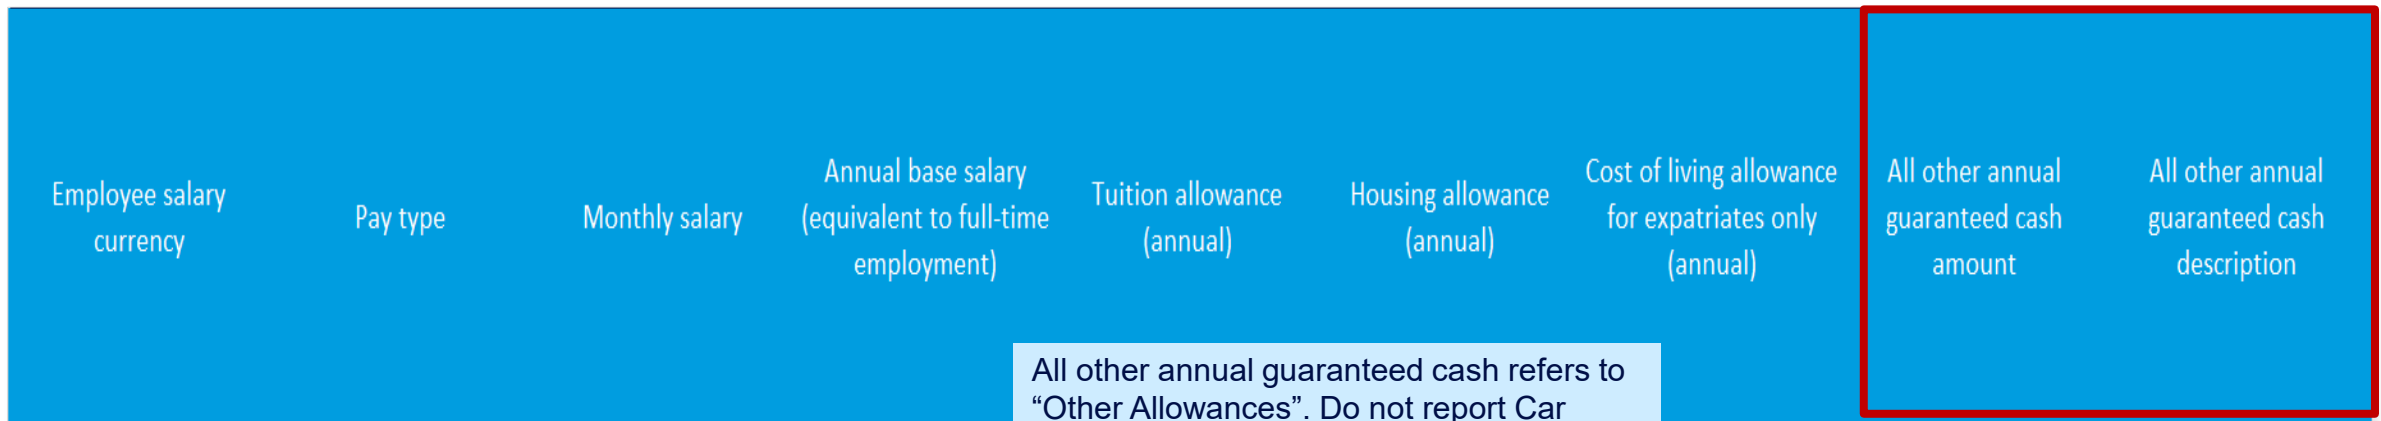 Employee salary
currency
Pay type
Monthly salary
Annual base salary
(equivalent to full-time
employment)
Tuition allowance
(annual)
Housing allowance
(annual)
Cost of living allowance
for expatriates only
(annual)
All other annual
guaranteed cash
amount
All other annual
guaranteed cash
description
All other annual guaranteed cash refers to
“Other Allowances”. Do not report Car